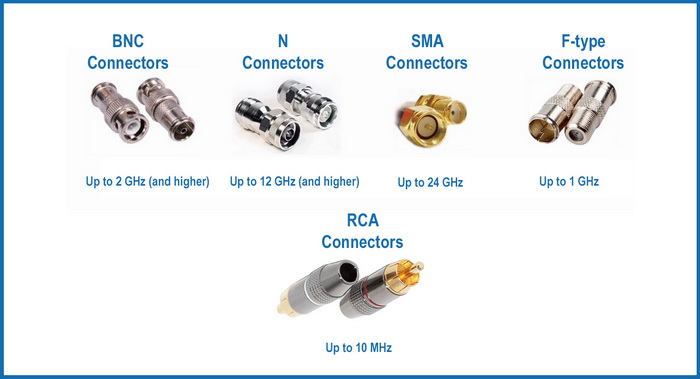 BNC
Connectors
N
Connectors
SMA
Connectors
F-type
Connectors
Up to 2 GHz (and higher)
Up to 12 GHz (and higher)
Up to 24 GHz
Up to 1 GHz
RCA
Connectors
Up to 10 MHz